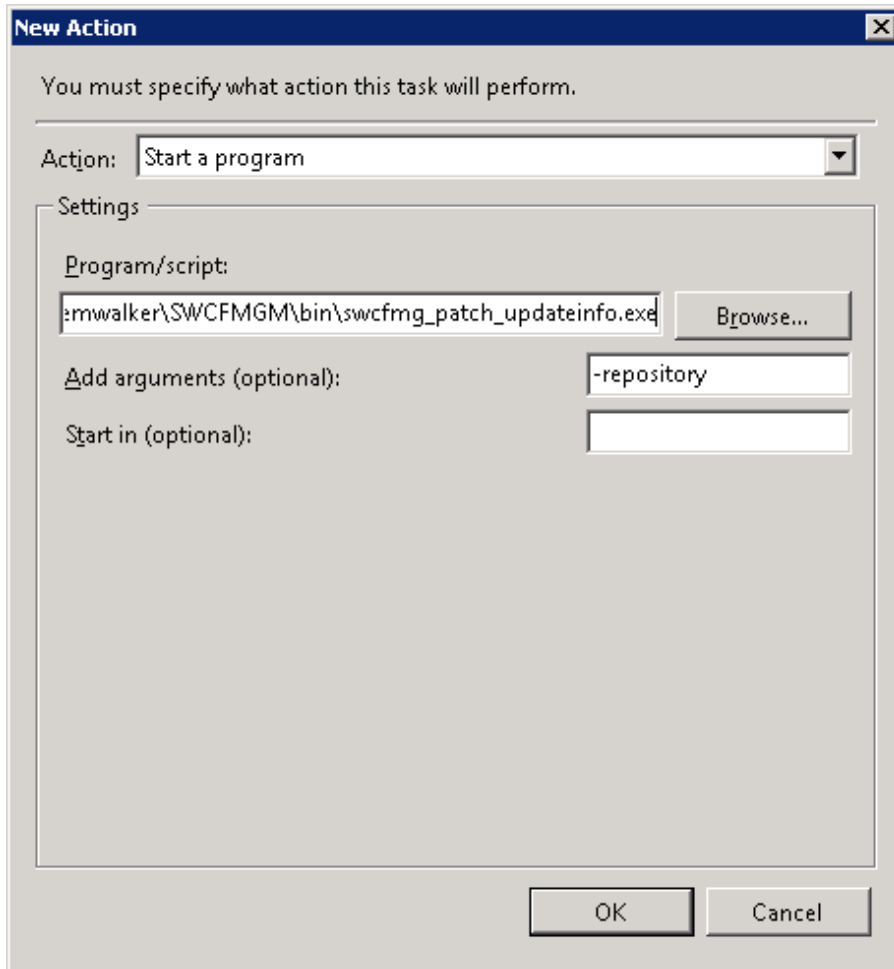 New Action
You must specify what action this task will perform.
Action: Start a program
Settings
Program/script:
emwalker\SWCFMGM\bin\swcfmg_patch_updateinfo.exe Browse...
Add arguments (optional): -repository
Start in (optional):
OK Cancel